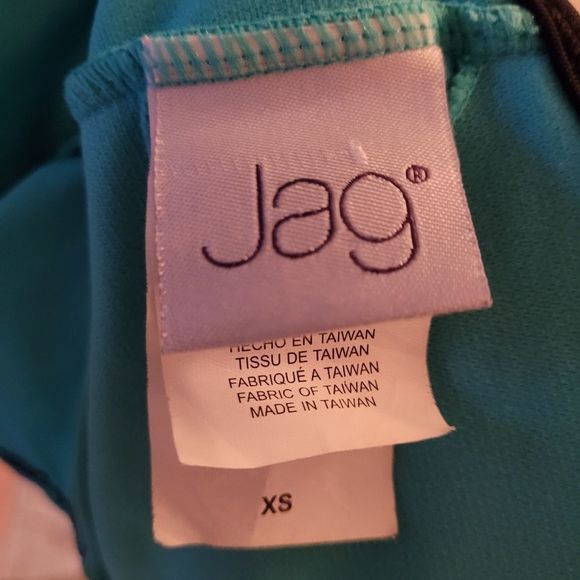 Jag®
HECHO EN TAIWAN
TISSU DE TAIWAN
FABRIQUÉ A TAIWAN
FABRIC OF TAIWAN
MADE IN TAIWAN
XS